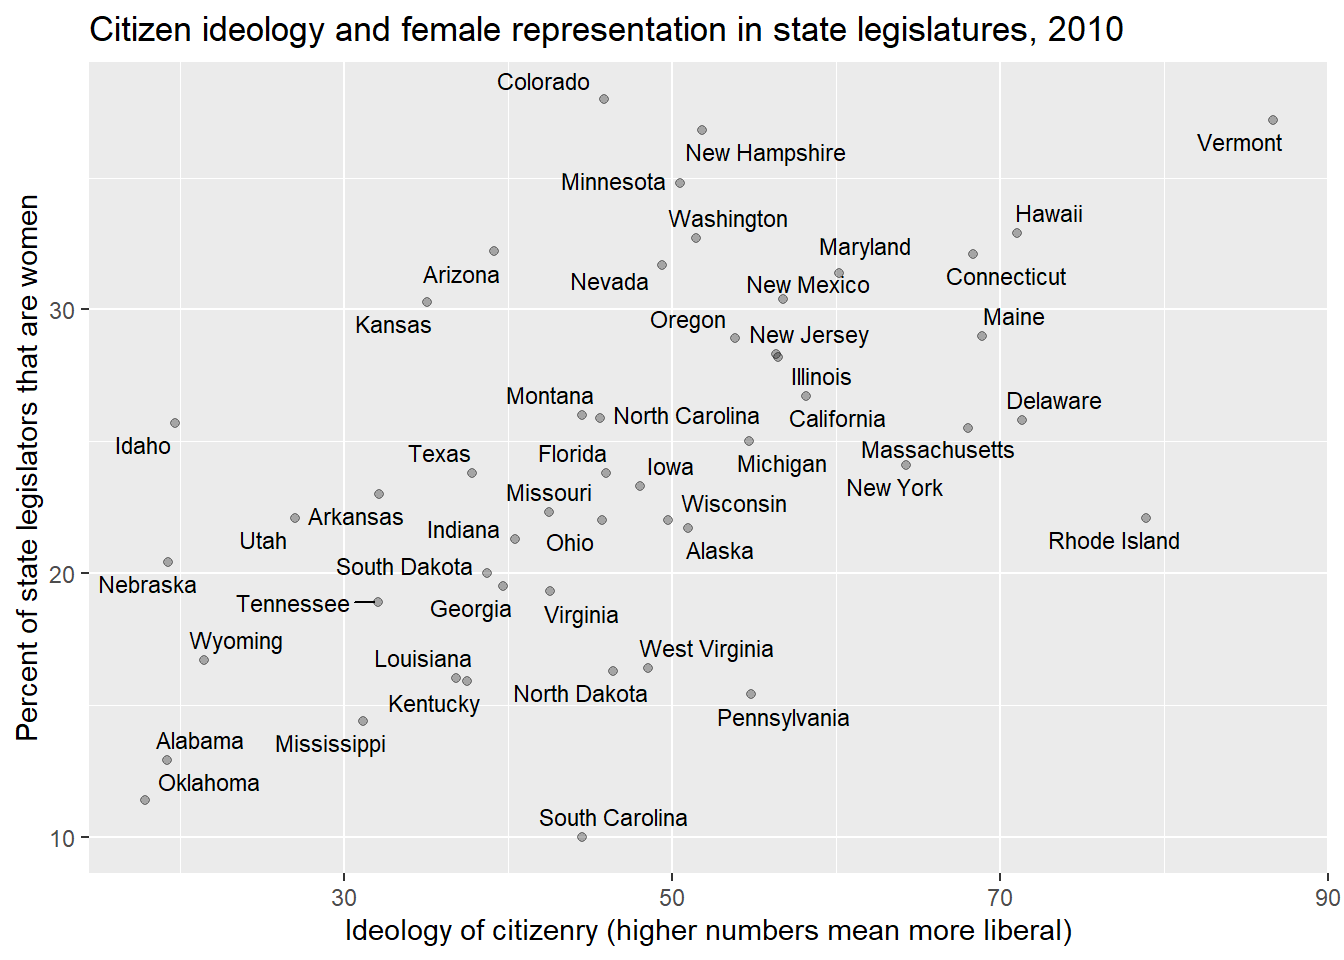 Citizen ideology and female representation in state legislatures, 2010
Colorado
Vermont
New Hampshire
Minnesota
Washington
Hawaii
Maryland
Arizona
Nevada
New Mexico
Connecticut
Kansas
Oregon
New Jersey
Maine
Illinois
Montana
North Carolina
California
Delaware
Idaho
Texas
Florida
Iowa
Michigan
Massachusetts
New York
Missouri
Wisconsin
Arkansas
Utah
Indiana
Ohio
Alaska
Rhode Island
Nebraska
South Dakota
Tennessee
Georgia
Virginia
Wyoming
Louisiana
West Virginia
Kentucky
North Dakota
Pennsylvania
Alabama
Mississippi
Oklahoma
South Carolina
Percent of state legislators that are women
30
20
10
30
50
70
90
Ideology of citizenry (higher numbers mean more liberal)